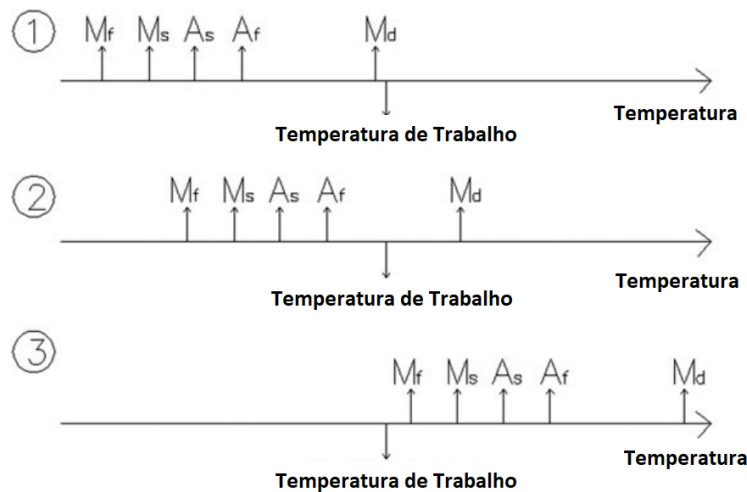 1 Mf Ms As Af Md
Temperatura
Temperatura de Trabalho
2 Mf Ms As Af Md
Temperatura
Temperatura de Trabalho
3 Mf Ms As Af Md
Temperatura
Temperatura de Trabalho